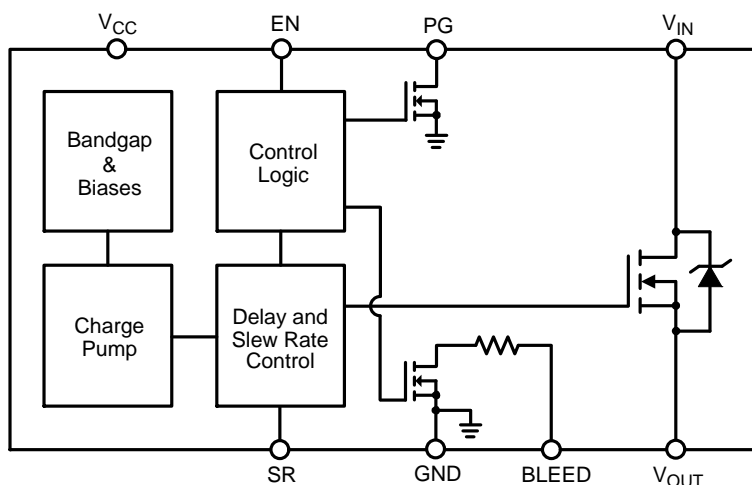 VCC
EN
PG
VIN
Bandgap
&
Biases
Control
Logic
Charge
Pump
Delay and
Slew Rate
Control
SR
GND
BLEED
VOUT